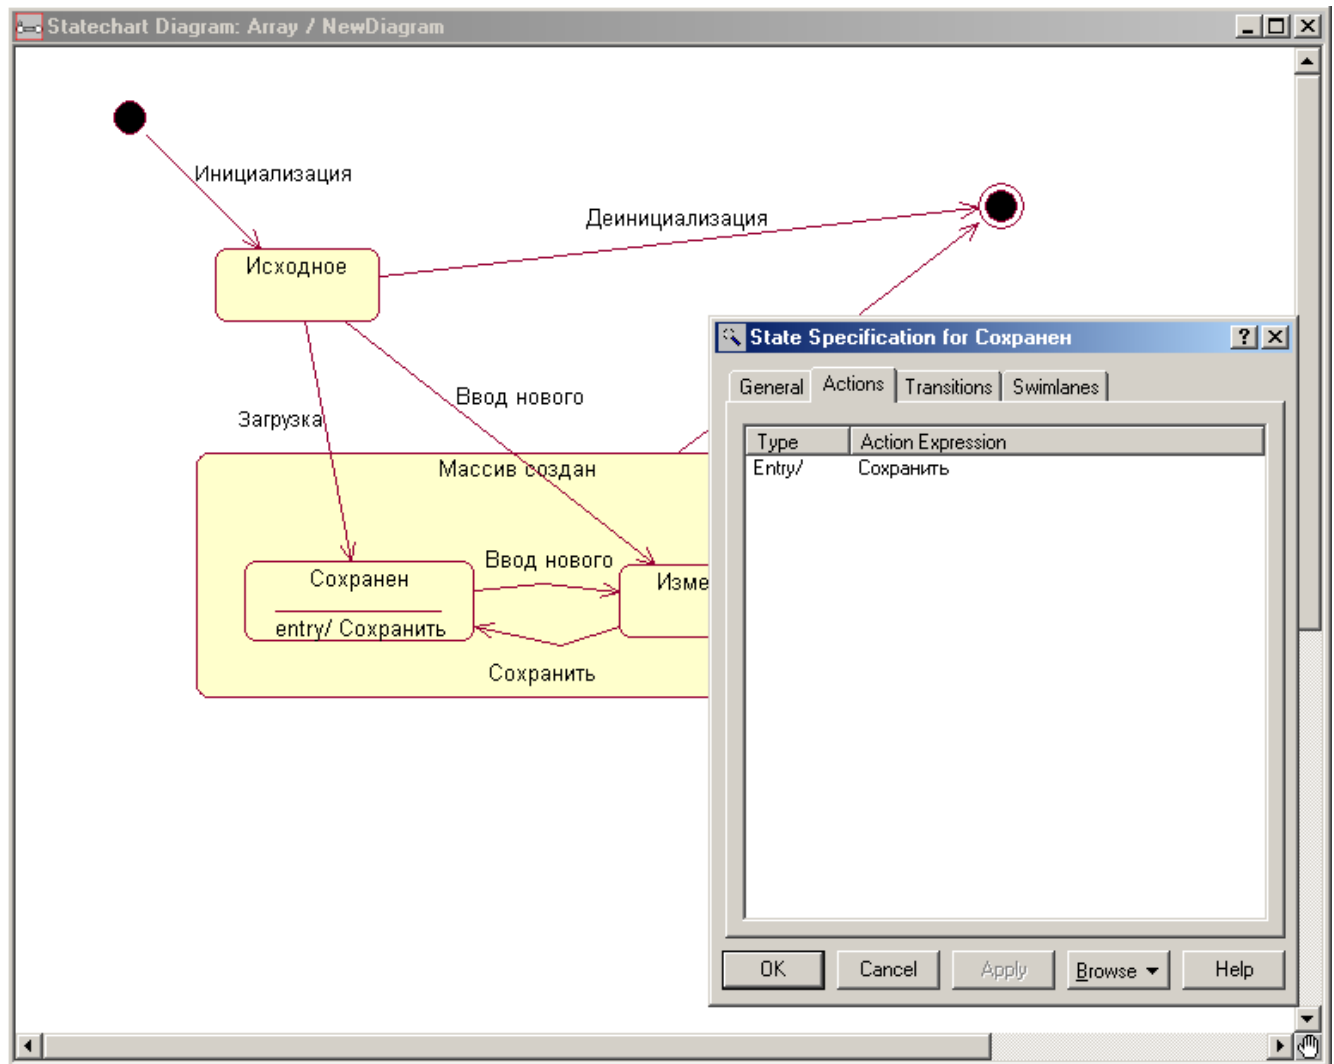 Statechart Diagram: Array / NewDiagram
Инициализация
Деинициализация
Исходное
Ввод нового
Загрузка
Массив создан
Ввод нового
Сохранен
Изме
entry/ Сохранить
Сохранить
State Specification for Сохранен
General Actions Transitions Swimlanes
Type Action Expression
Entry/ Сохранить
OK Cancel Apply Browse Help